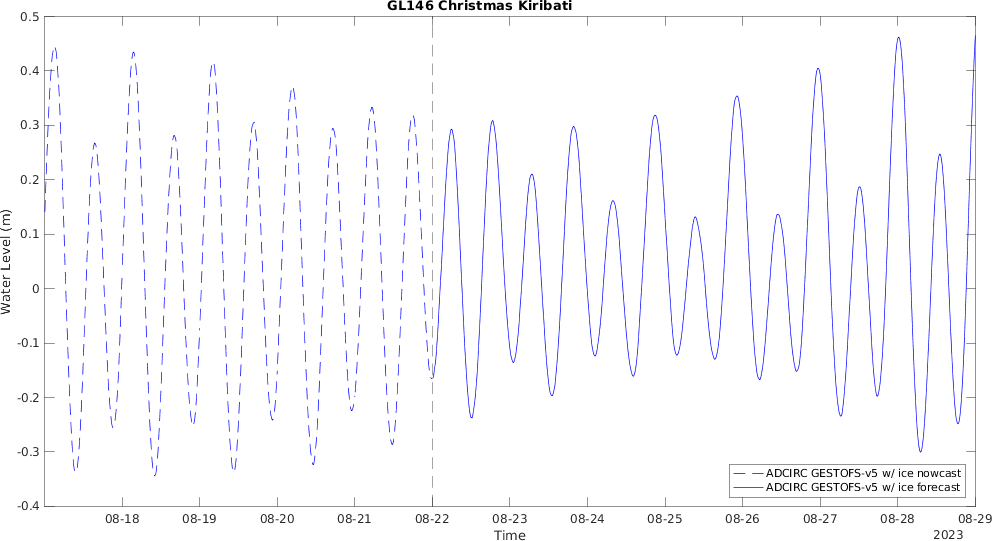 GL146 Christmas Kiribati
Water Level (m)
0.5
0.4
0.3
0.2
0.1
0
-0.1
-0.2
-0.3
-0.4
ADCIRC GESTOFS-v5 w/ ice nowcast
ADCIRC GESTOFS-v5 w/ ice forecast
08-18 08-19 08-20 08-21 08-22 08-23 08-24 08-25 08-26 08-27 08-28 08-29
Time
2023